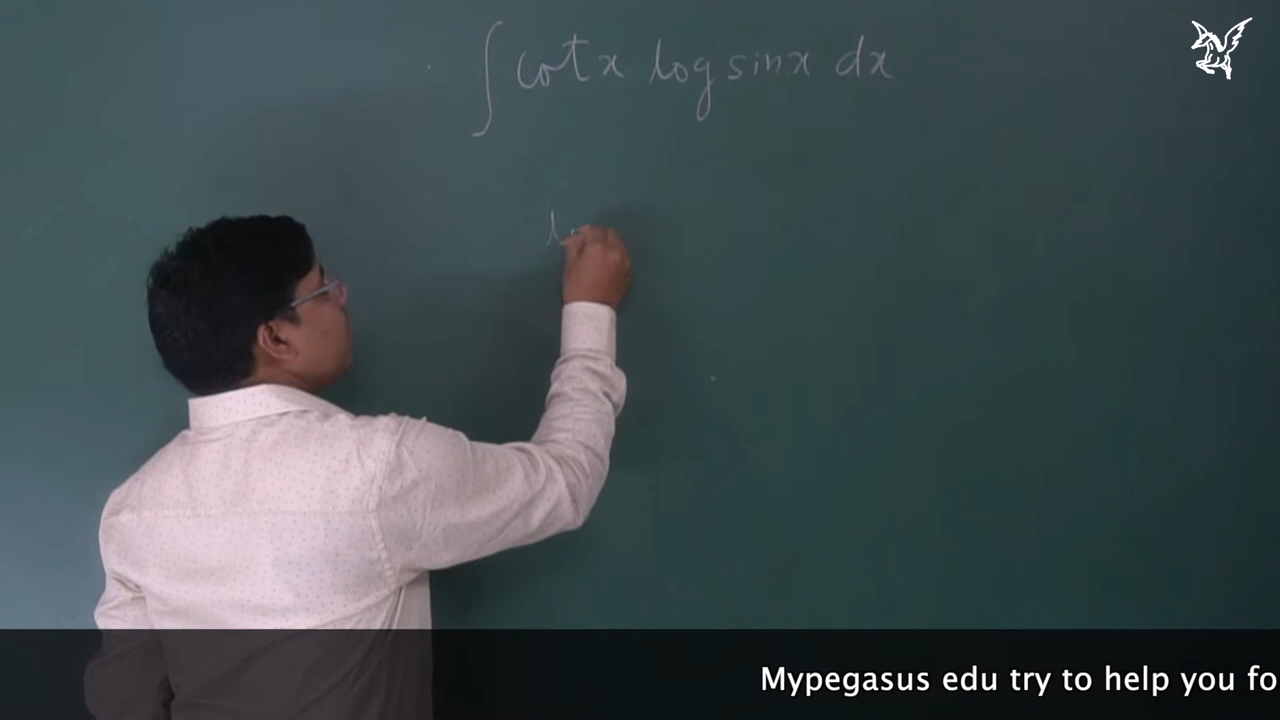 ∫ cot x log sin x dx
Mypegasus edu try to help you fo